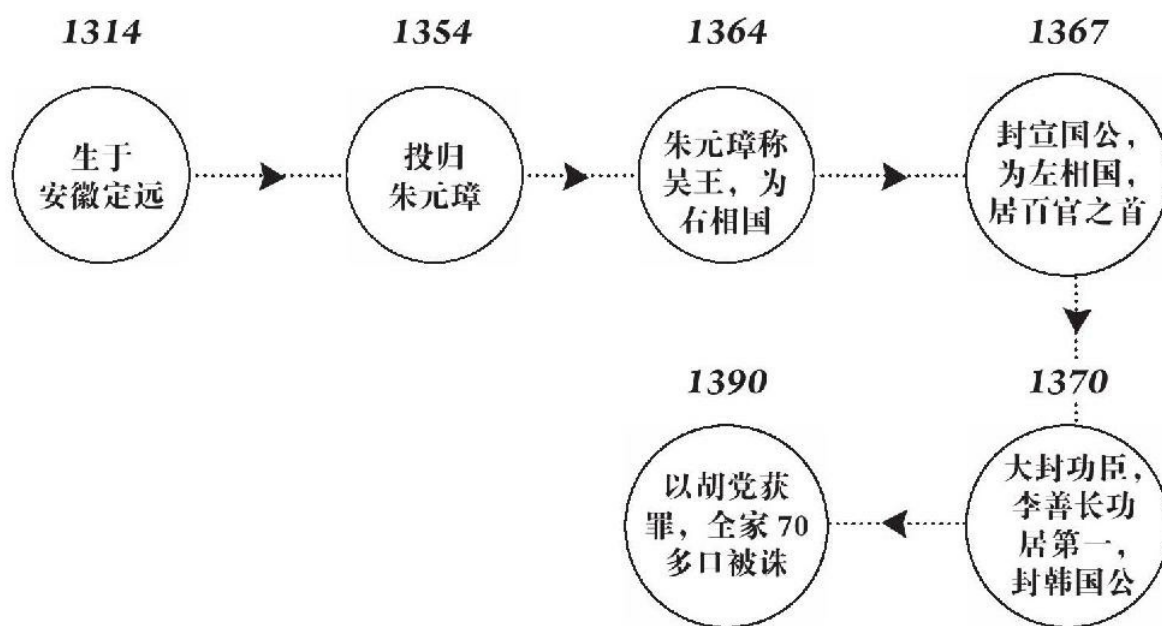 1314
生于
安徽定远
1354
投归
朱元璋
1364
朱元璋称
吴王，为
右相国
1367
封宣国公，
为左相国，
居百官之首
1370
大封功臣，
李善长功
居第一，
封韩国公
1390
以胡党获
罪，全家 70
多口被诛